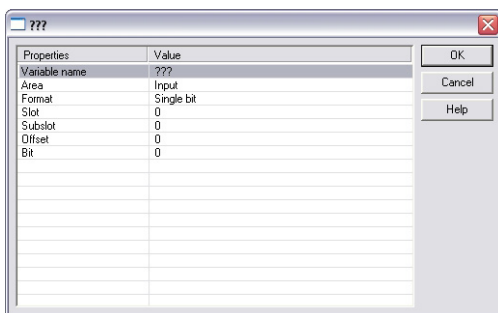 ???
Properties Value OK
Variable name ???
Area Input Cancel
Format Single bit
Slot 0 Help
Subslot 0
Offset 0
Bit 0